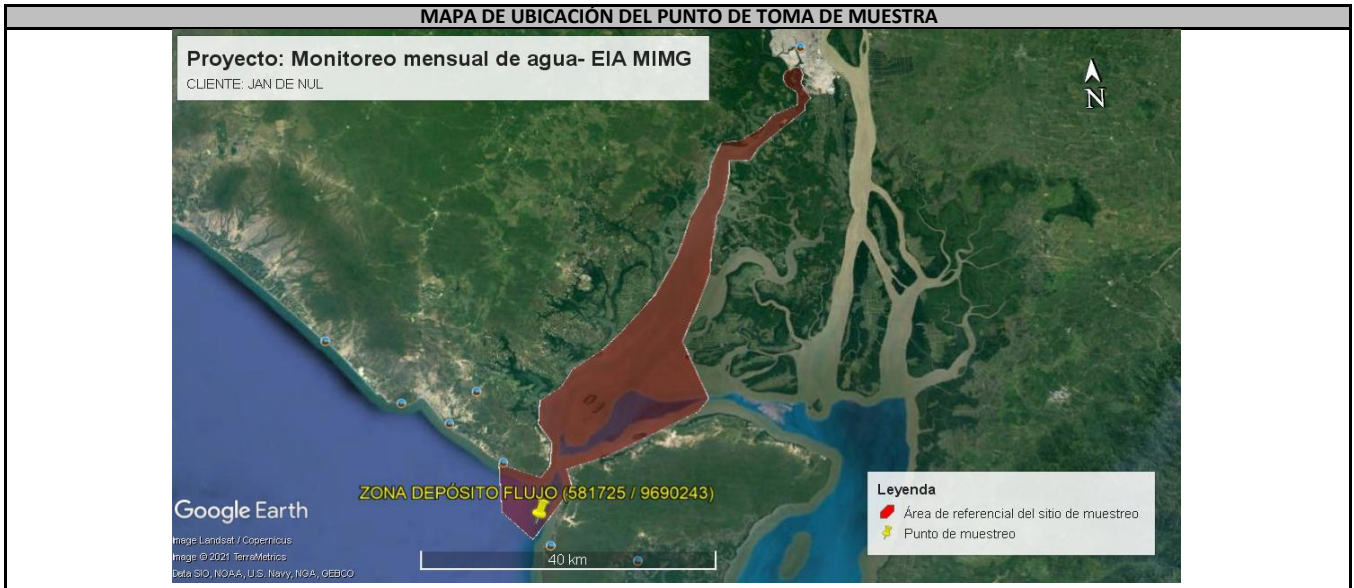 MAPA DE UBICACIÓN DEL PUNTO DE TOMA DE MUESTRA
Proyecto: Monitoreo mensual de agua- EIA MIMG
CLIENTE: JAN DE NUL
N
ZONA DEPÓSITO FLUJO (581725 / 9690243)
Leyenda
Área de referencial del sitio de muestreo
Punto de muestreo
Google Earth
Image Landsat / Copernicus
Image © 2021 TerraMetrics
Data SIO, NOAA, U.S. Navy, NGA, GEBCO
40 km